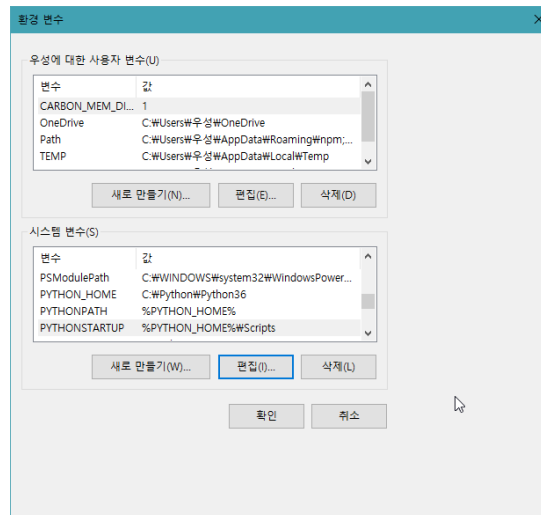 환경 변수
우성에 대한 사용자 변수(U)
변수 값
CARBON_MEM_DI... 1
OneDrive C:₩Users₩우성₩OneDrive
Path C:₩Users₩우성₩AppData₩Roaming₩npm;...
TEMP C:₩Users₩우성₩AppData₩Local₩Temp
새로 만들기(N)... 편집(E)... 삭제(D)
시스템 변수(S)
변수 값
PSModulePath C:₩WINDOWS₩system32₩WindowsPower...
PYTHON_HOME C:₩Python₩Python36
PYTHONPATH %PYTHON_HOME%
PYTHONSTARTUP %PYTHON_HOME%₩Scripts
새로 만들기(W)... 편집(I)... 삭제(L)
확인 취소